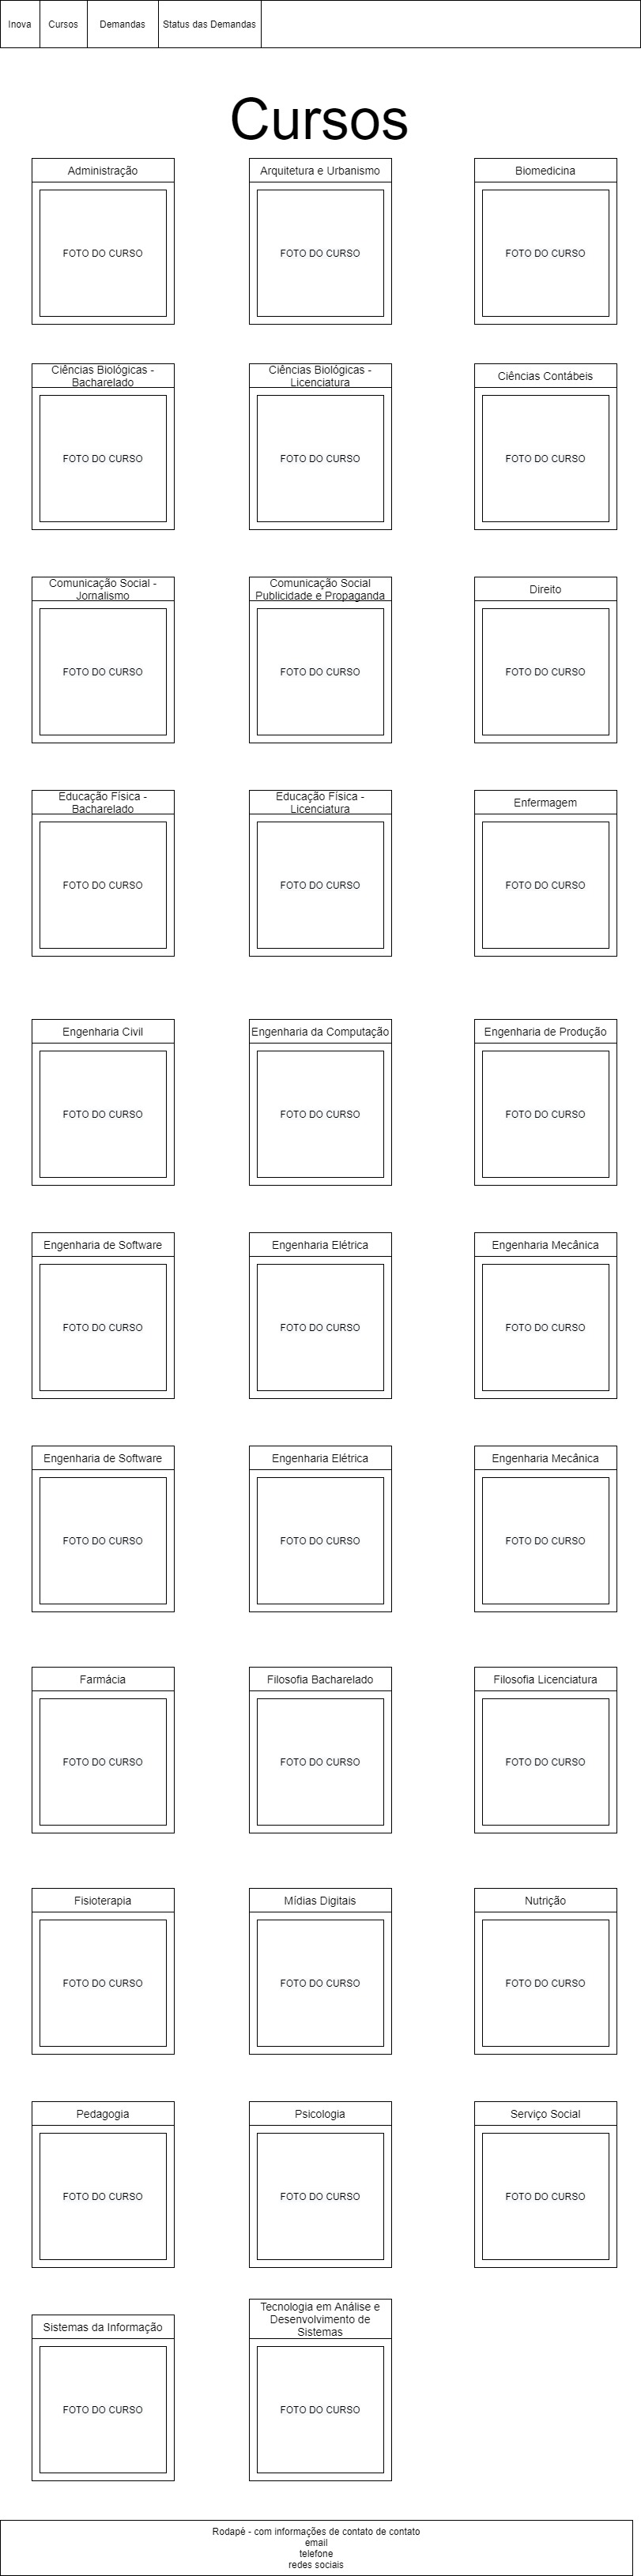 Inova
Cursos
Demandas
Status das Demandas
Cursos
Administração
Arquitetura e Urbanismo
Biomedicina
FOTO DO CURSO
FOTO DO CURSO
FOTO DO CURSO
Ciências Biológicas -
Bacharelado
Ciências Biológicas -
Licenciatura
Ciências Contábeis
FOTO DO CURSO
FOTO DO CURSO
FOTO DO CURSO
Comunicação Social -
Jornalismo
Comunicação Social
Publicidade e Propaganda
Direito
FOTO DO CURSO
FOTO DO CURSO
FOTO DO CURSO
Educação Física -
Bacharelado
Educação Física -
Licenciatura
Enfermagem
FOTO DO CURSO
FOTO DO CURSO
FOTO DO CURSO
Engenharia Civil
Engenharia da Computação
Engenharia de Produção
FOTO DO CURSO
FOTO DO CURSO
FOTO DO CURSO
Engenharia de Software
Engenharia Elétrica
Engenharia Mecânica
FOTO DO CURSO
FOTO DO CURSO
FOTO DO CURSO
Engenharia de Software
Engenharia Elétrica
Engenharia Mecânica
FOTO DO CURSO
FOTO DO CURSO
FOTO DO CURSO
Farmácia
Filosofia Bacharelado
Filosofia Licenciatura
FOTO DO CURSO
FOTO DO CURSO
FOTO DO CURSO
Fisioterapia
Mídias Digitais
Nutrição
FOTO DO CURSO
FOTO DO CURSO
FOTO DO CURSO
Pedagogia
Psicologia
Serviço Social
FOTO DO CURSO
FOTO DO CURSO
FOTO DO CURSO
Sistemas da Informação
Tecnologia em Análise e
Desenvolvimento de
Sistemas
FOTO DO CURSO
FOTO DO CURSO
Rodapé - com informações de contato de contato
email
telefone
redes sociais